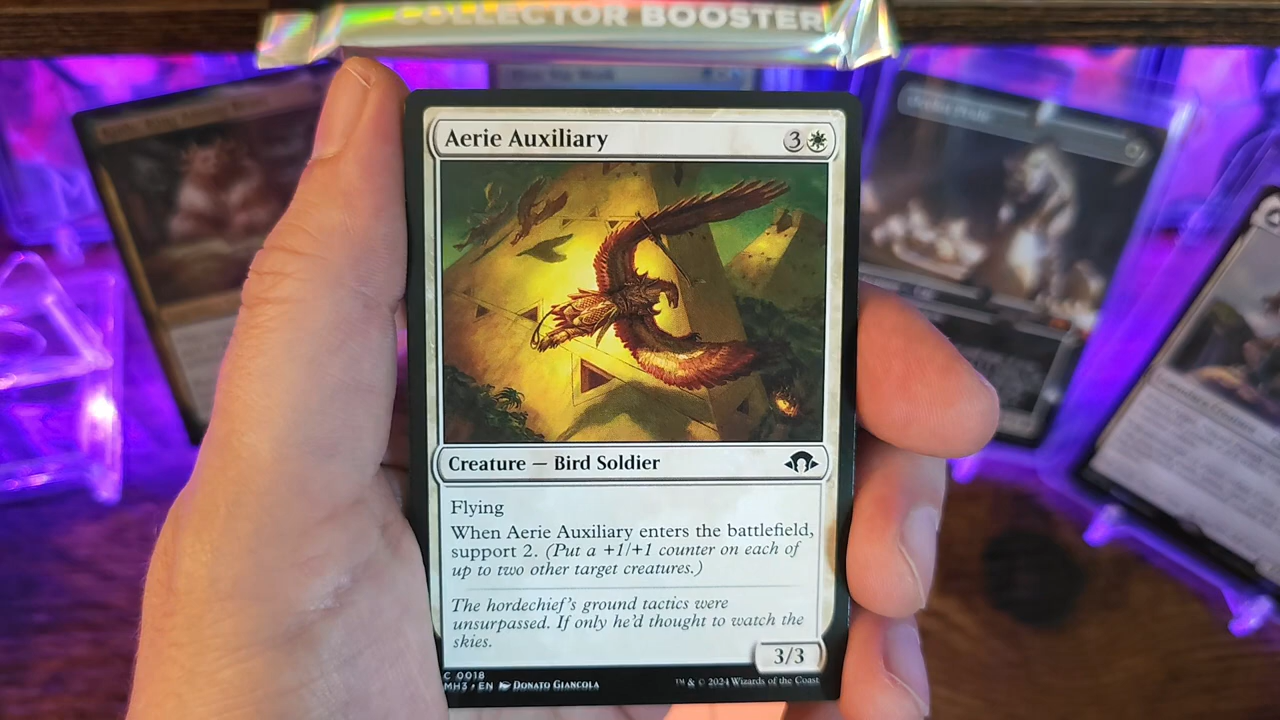 COLLECTOR BOOSTER
Aerie Auxiliary
3
Creature — Bird Soldier
Flying
When Aerie Auxiliary enters the battlefield,
support 2. (Put a +1/+1 counter on each of
up to two other target creatures.)
The hordechief's ground tactics were
unsurpassed. If only he'd thought to watch the
skies.
3/3
C 0018
MH3 • EN Donato Giancola
™ & © 2024 Wizards of the Coast